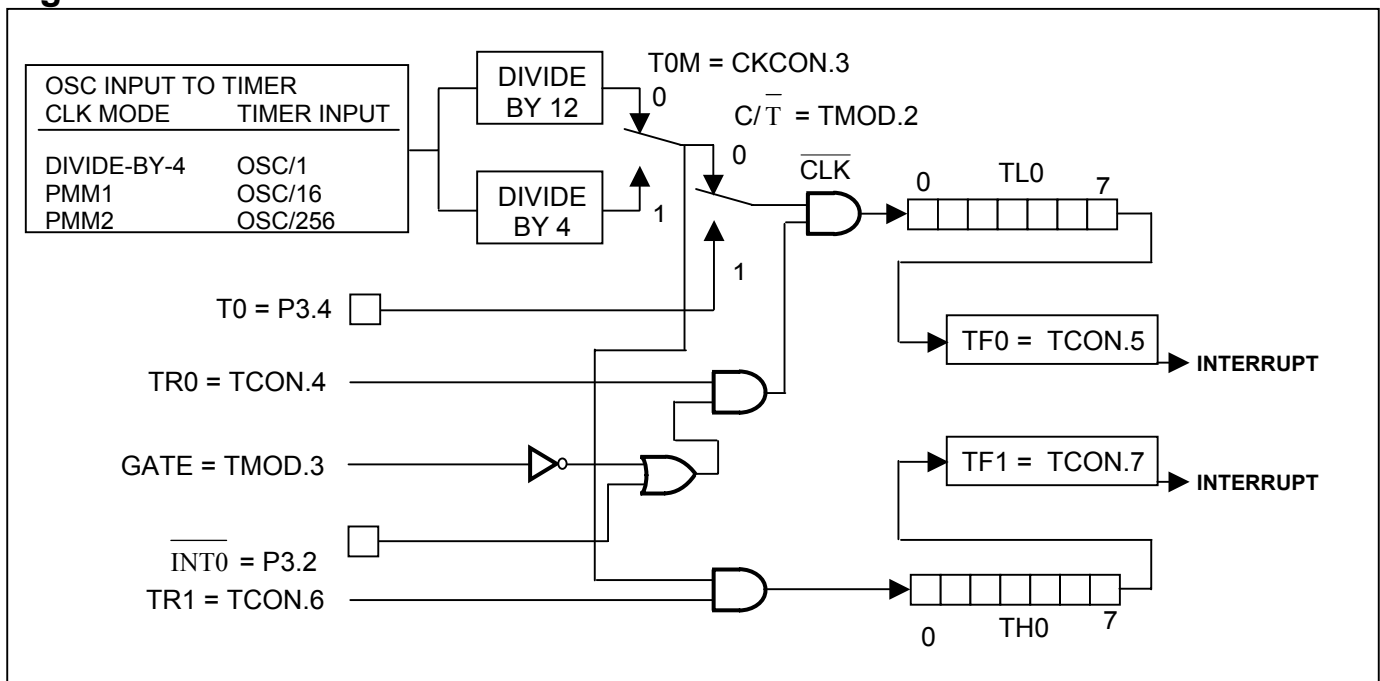 OSC INPUT TO TIMER
CLK MODE TIMER INPUT
DIVIDE-BY-4 OSC/1
PMM1 OSC/16
PMM2 OSC/256
DIVIDE
BY 12
DIVIDE
BY 4
T0M = CKCON.3
0
1
C/T̅ = TMOD.2
0
1
C̅L̅K̅
TL0
0 7
T0 = P3.4
TF0 = TCON.5
INTERRUPT
TR0 = TCON.4
GATE = TMOD.3
TF1 = TCON.7
INTERRUPT
I̅N̅T̅0̅ = P3.2
TR1 = TCON.6
0 TH0 7